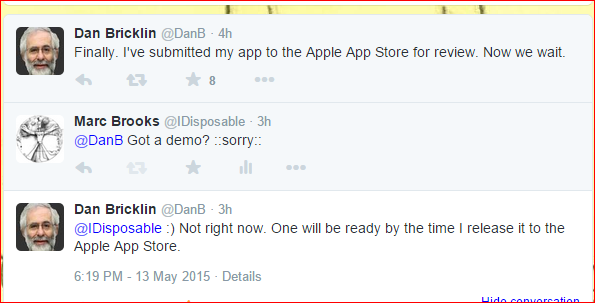 Dan Bricklin @DanB · 4h
Finally. I've submitted my app to the Apple App Store for review. Now we wait.
8
Marc Brooks @IDisposable · 3h
@DanB Got a demo? ::sorry::
Dan Bricklin @DanB · 3h
@IDisposable :) Not right now. One will be ready by the time I release it to the
Apple App Store.
6:19 PM - 13 May 2015 · Details
Hide conversation